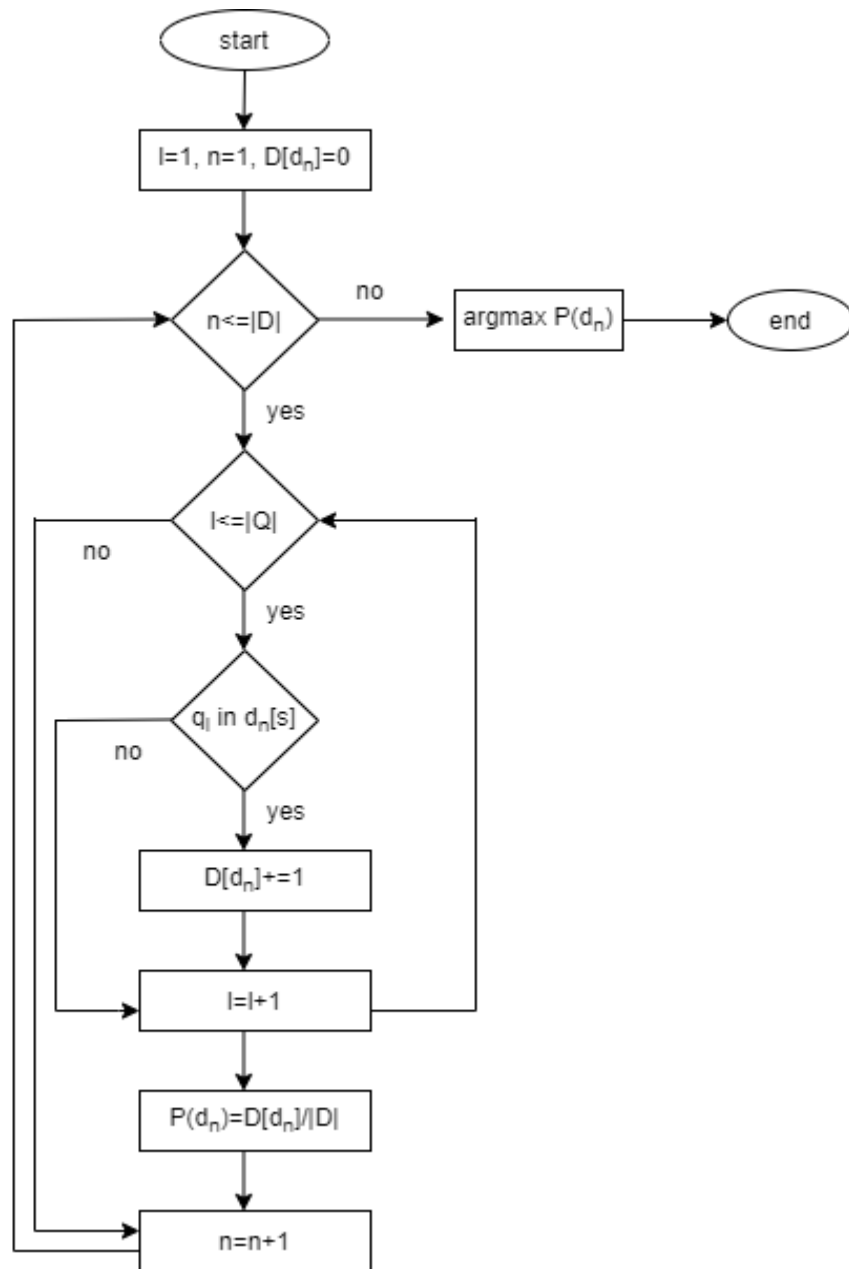 start
l=1, n=1, D[dₙ]=0
n<=|D|
no
argmax P(dₙ)
end
yes
l<=|Q|
no
yes
qₗ in dₙ[s]
no
yes
D[dₙ]+=1
l=l+1
P(dₙ)=D[dₙ]/|D|
n=n+1